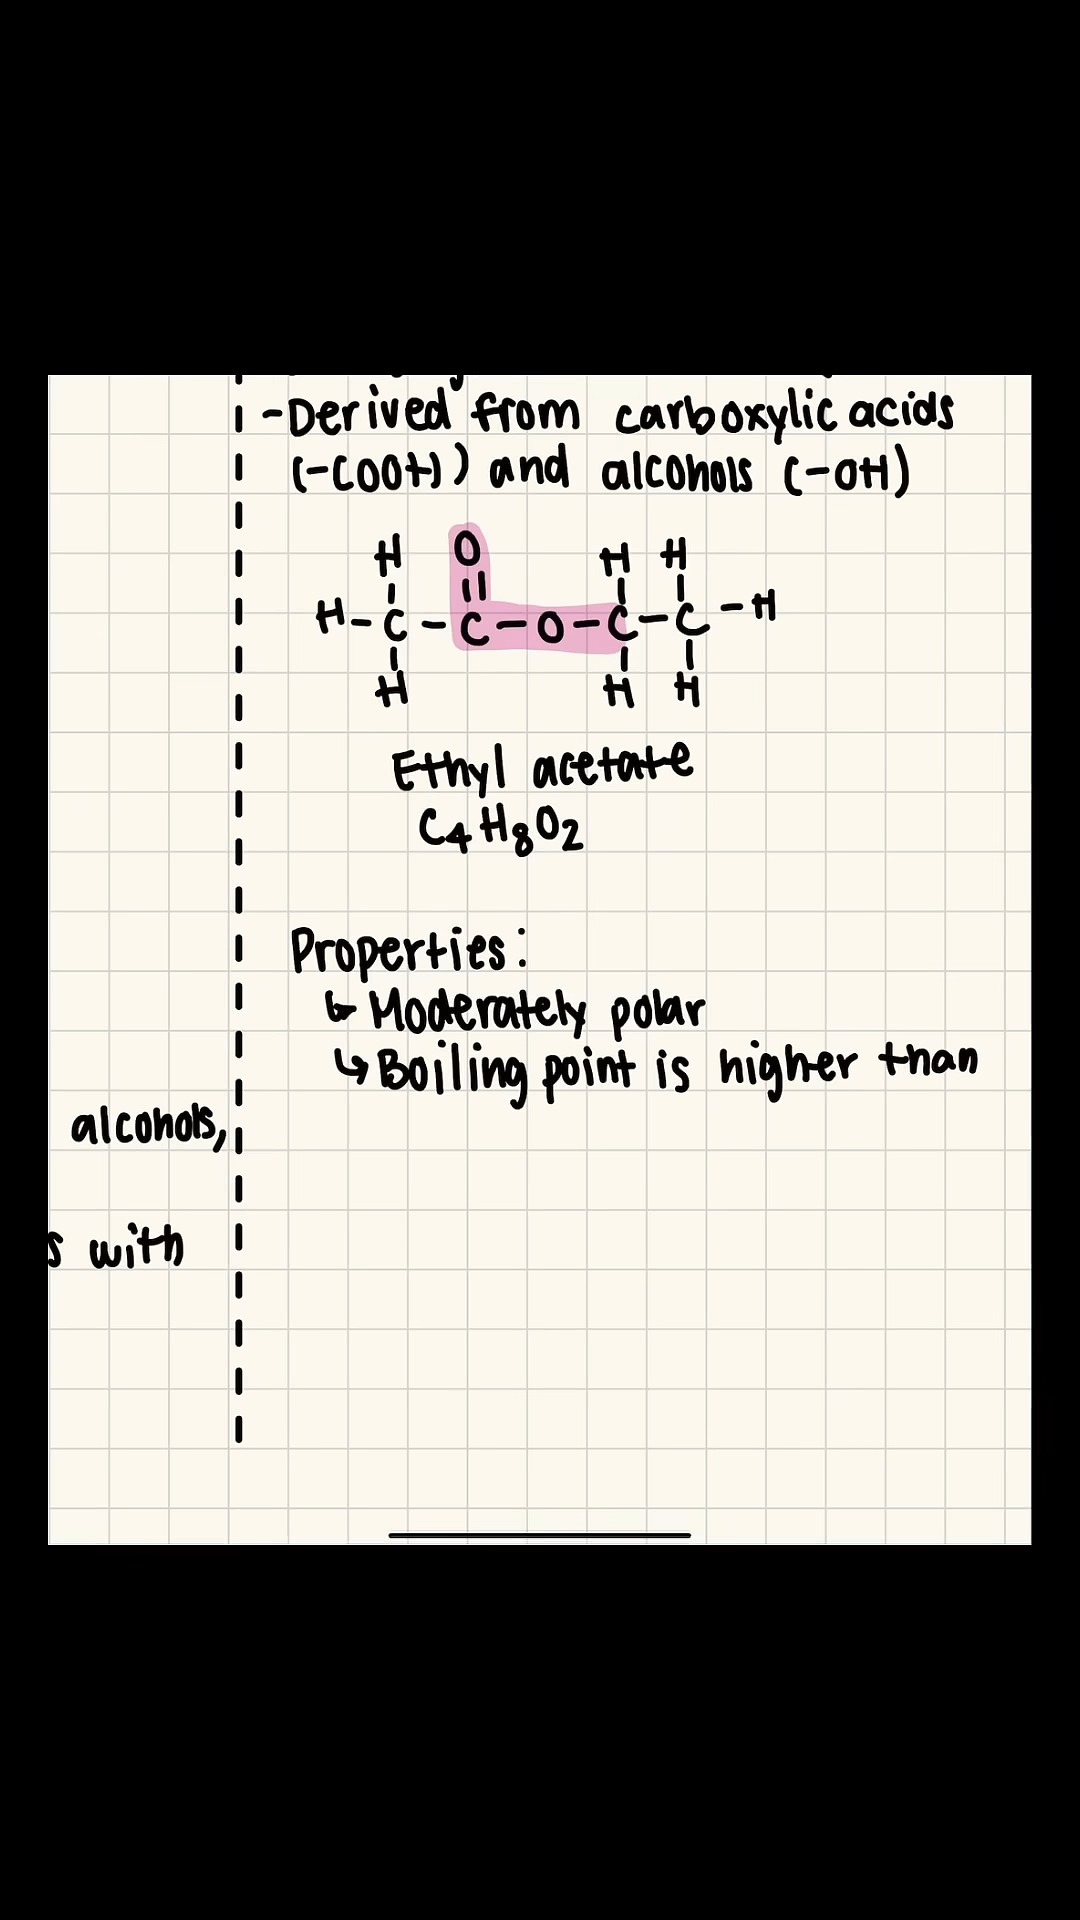 -Derived from carboxylic acids
(-COOH) and alcohols (-OH)
H O H H
H-C-C-O-C-C-H
H H H
Ethyl acetate
C4H8O2
Properties:
↳ Moderately polar
↳ Boiling point is higher than
alcohols,
s with